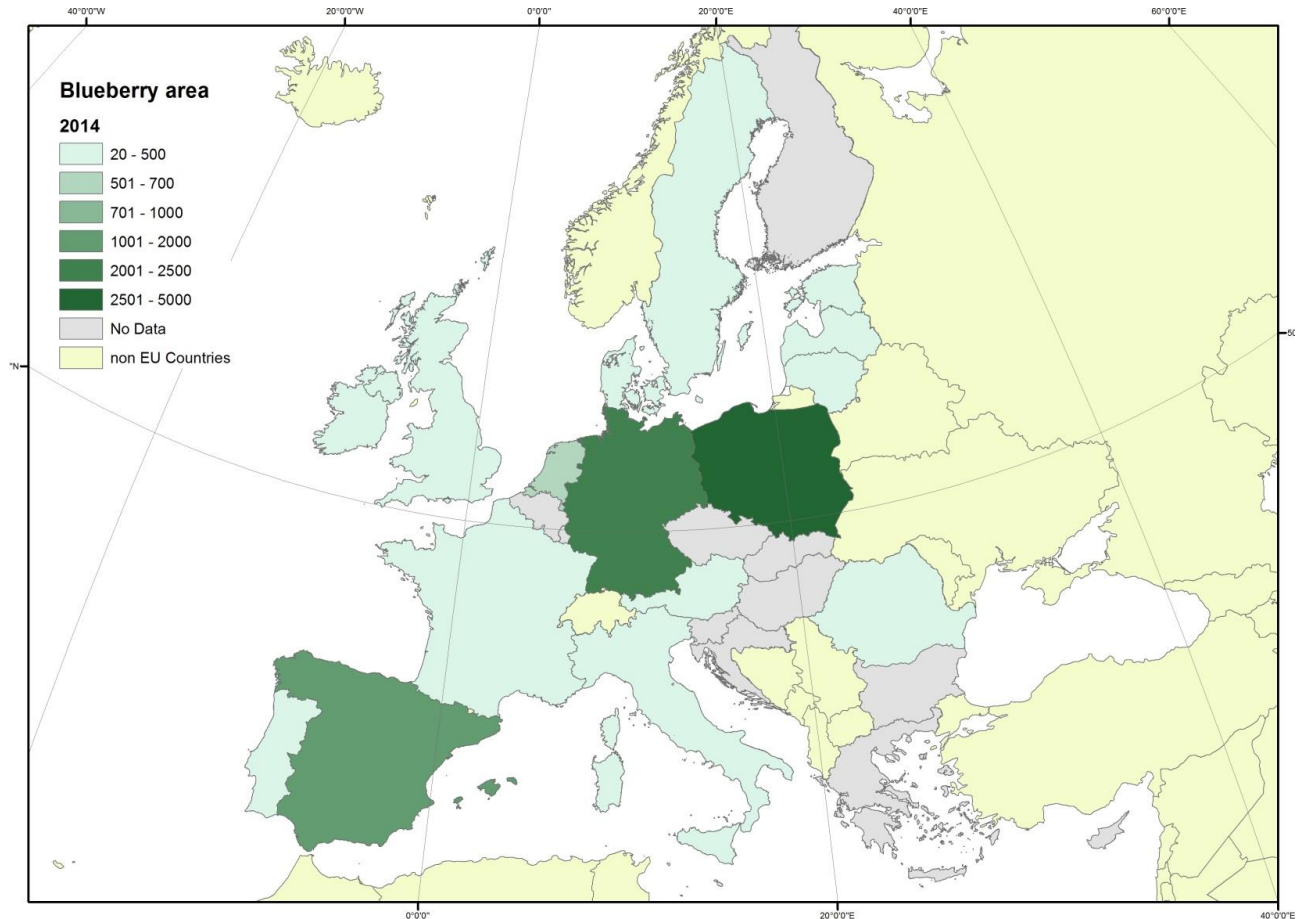 40°0'0"W 20°0'0"W 0°0'0" 20°0'0"E 40°0'0"E 60°0'0"E
Blueberry area
2014
20 - 500
501 - 700
701 - 1000
1001 - 2000
2001 - 2500
2501 - 5000
No Data
non EU Countries
50
°N
0°0'0" 20°0'0"E 40°0'0"E